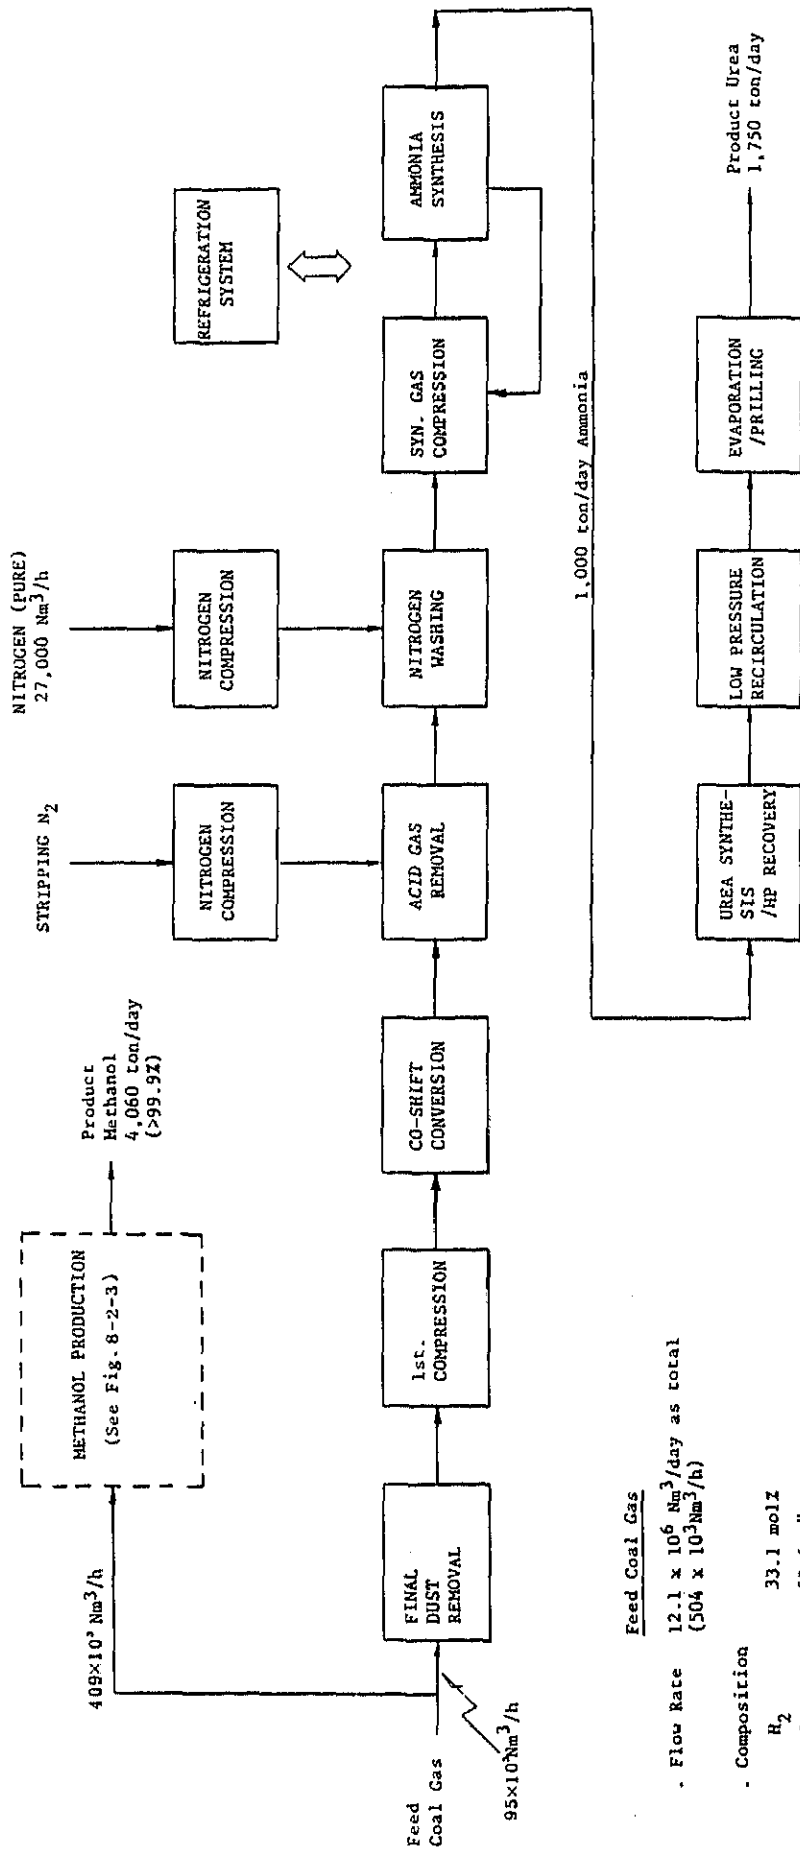 NITROGEN (PURE)
27,000 Nm³/h
STRIPPING N₂
Product
Methanol
4,060 ton/day
(>99.9%)
METHANOL PRODUCTION
(See Fig. 8-2-3)
409×10³ Nm³/h
NITROGEN
COMPRESSION
NITROGEN
COMPRESSION
REFRIGERATION
SYSTEM
Feed
Coal Gas
95×10³Nm³/h
FINAL
DUST
REMOVAL
1st.
COMPRESSION
CO-SHIFT
CONVERSION
ACID GAS
REMOVAL
NITROGEN
WASHING
SYN. GAS
COMPRESSION
AMMONIA
SYNTHESIS
1,000 ton/day Ammonia
UREA SYNTHE-
SIS
/HP RECOVERY
LOW PRESSURE
RECIRCULATION
EVAPORATION
/PRILLING
Product Urea
1,750 ton/day
Feed Coal Gas
. Flow Rate 12.1 x 10⁶ Nm³/day as total
(504 x 10³Nm³/h)
- Composition
H₂ 33.1 mol%